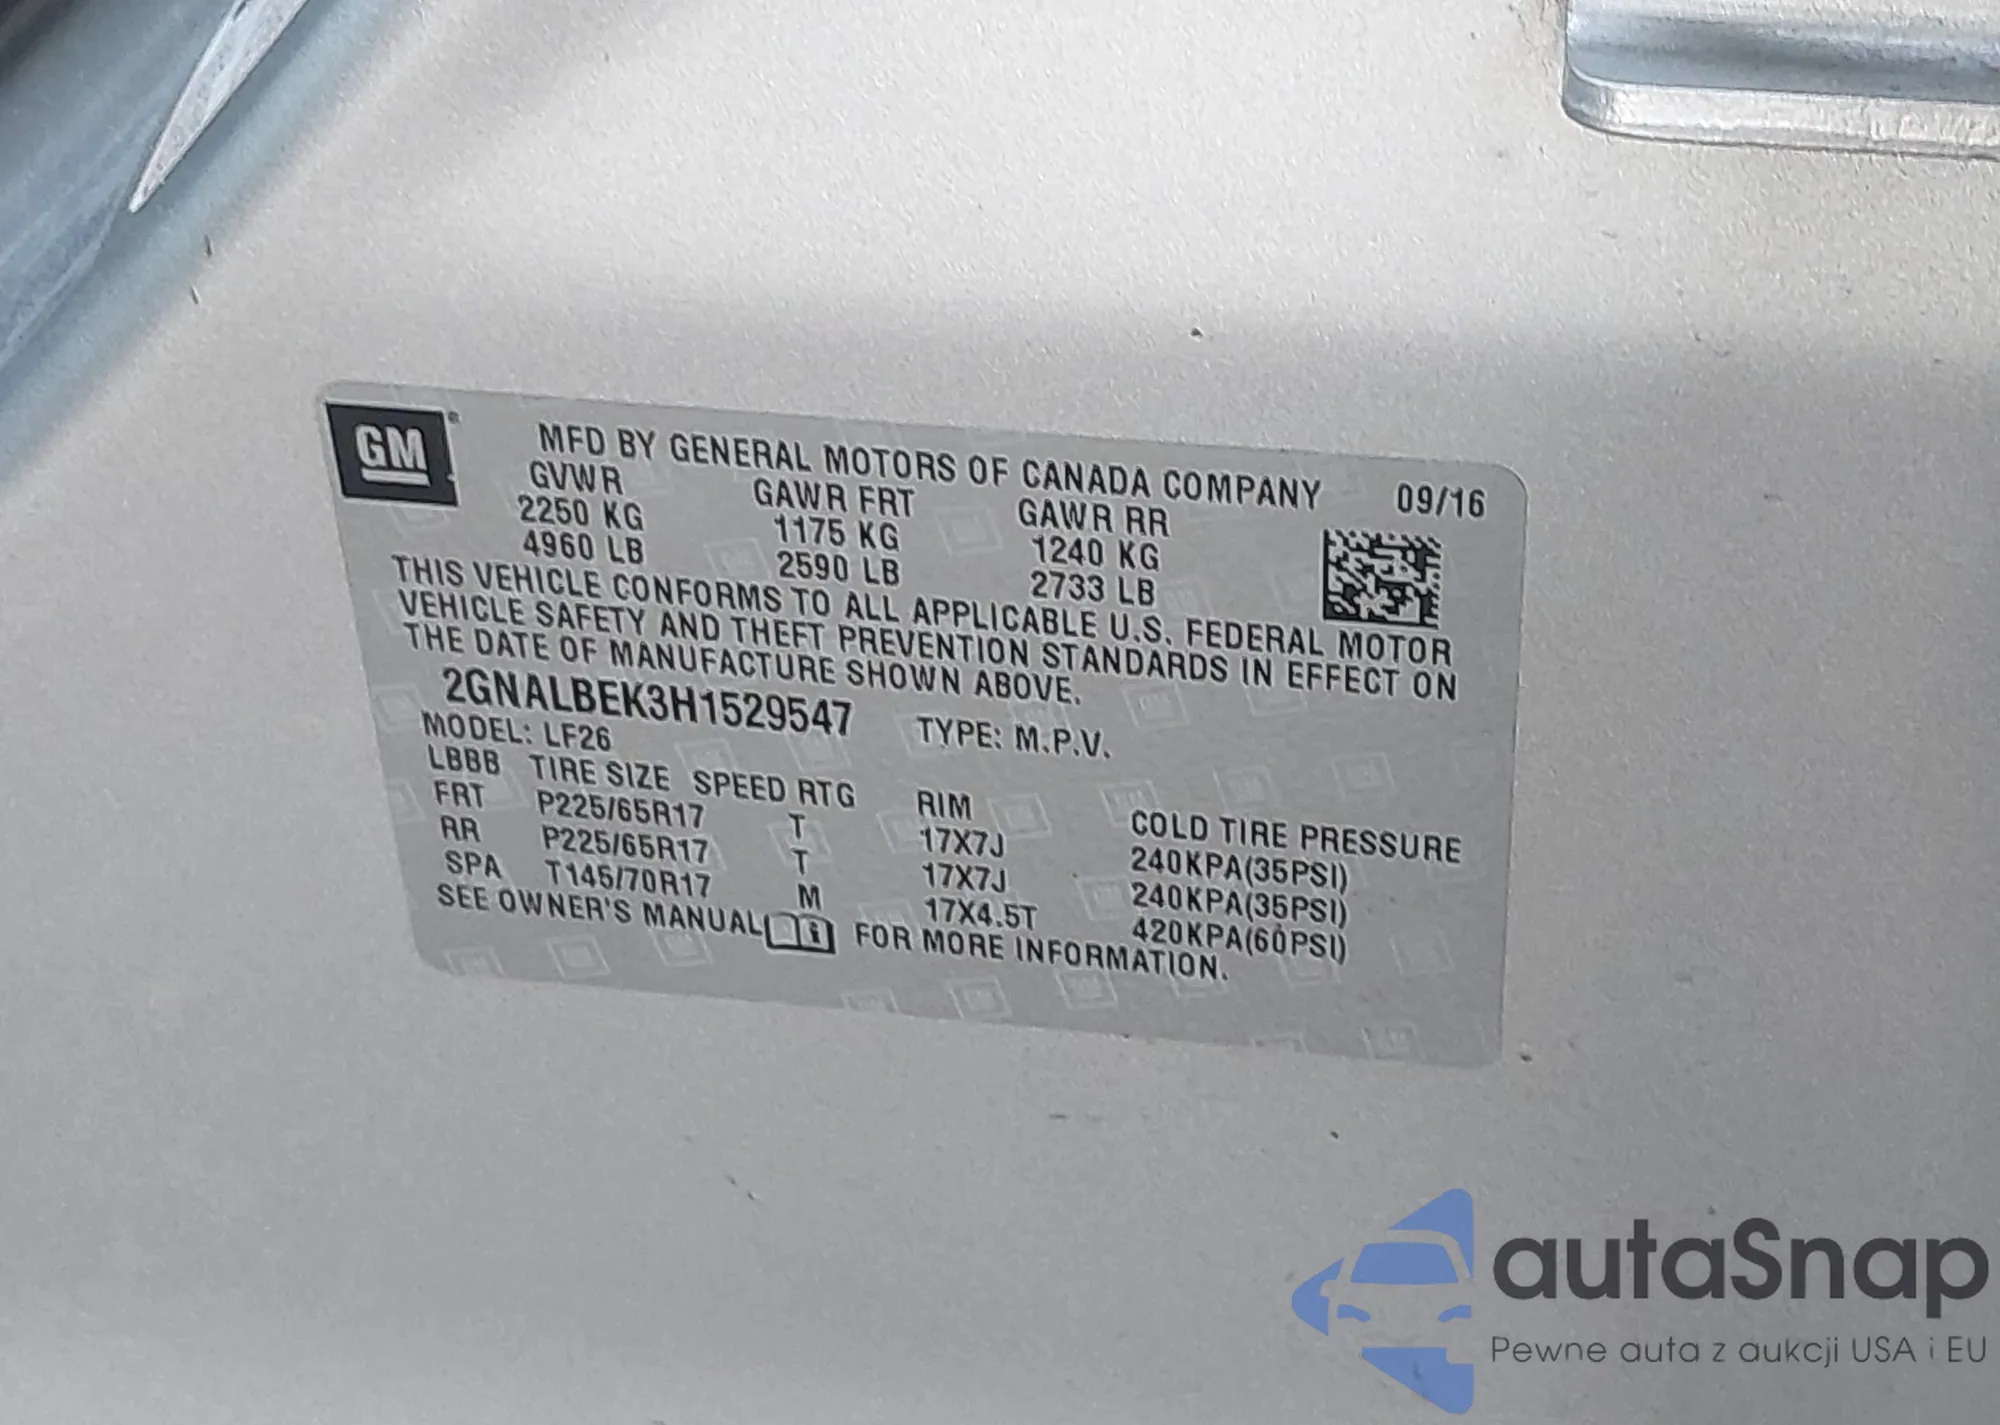 GM
MFD BY GENERAL MOTORS OF CANADA COMPANY 09/16
GVWR GAWR FRT GAWR RR
2250 KG 1175 KG 1240 KG
4960 LB 2590 LB 2733 LB
THIS VEHICLE CONFORMS TO ALL APPLICABLE U.S. FEDERAL MOTOR
VEHICLE SAFETY AND THEFT PREVENTION STANDARDS IN EFFECT ON
THE DATE OF MANUFACTURE SHOWN ABOVE.
2GNALBEK3H1529547 TYPE: M.P.V.
MODEL: LF26
LBBB TIRE SIZE SPEED RTG RIM COLD TIRE PRESSURE
FRT P225/65R17 T 17X7J 240KPA(35PSI)
RR P225/65R17 T 17X7J 240KPA(35PSI)
SPA T145/70R17 M 17X4.5T 420KPA(60PSI)
SEE OWNER'S MANUAL FOR MORE INFORMATION.
autaSnap
Pewne auta z aukcji USA i EU